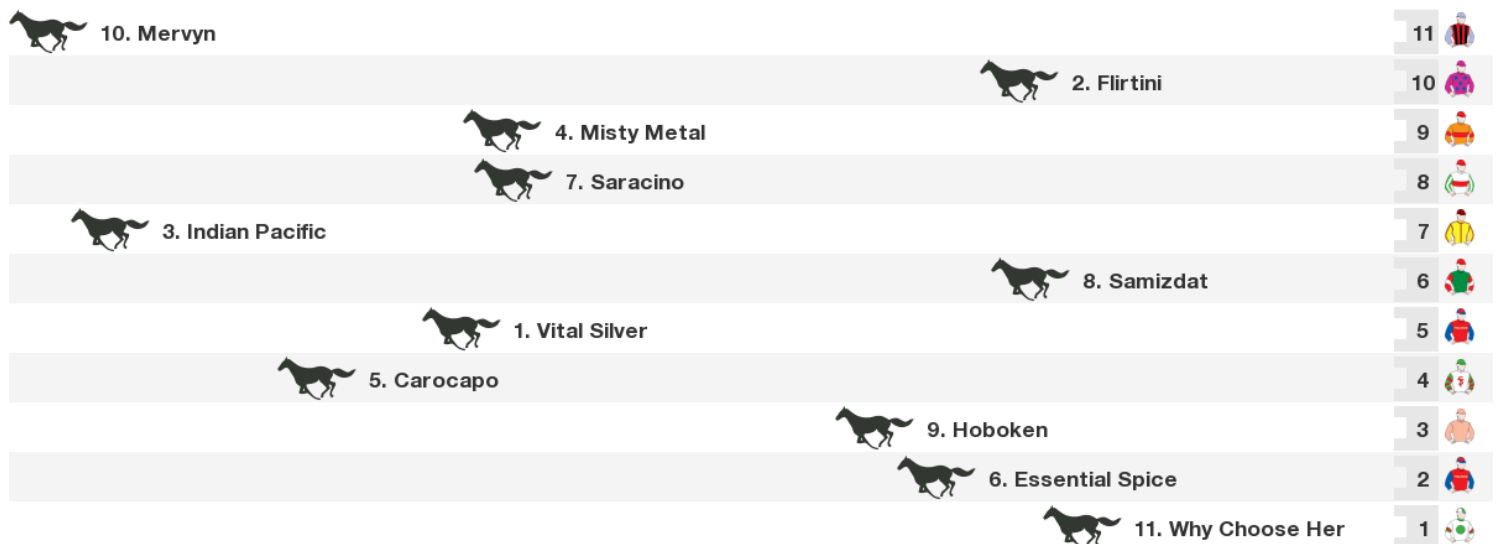 10. Mervyn 11
2. Flirtini 10
4. Misty Metal 9
7. Saracino 8
3. Indian Pacific 7
8. Samizdat 6
1. Vital Silver 5
5. Carocapo 4
9. Hoboken 3
6. Essential Spice 2
11. Why Choose Her 1